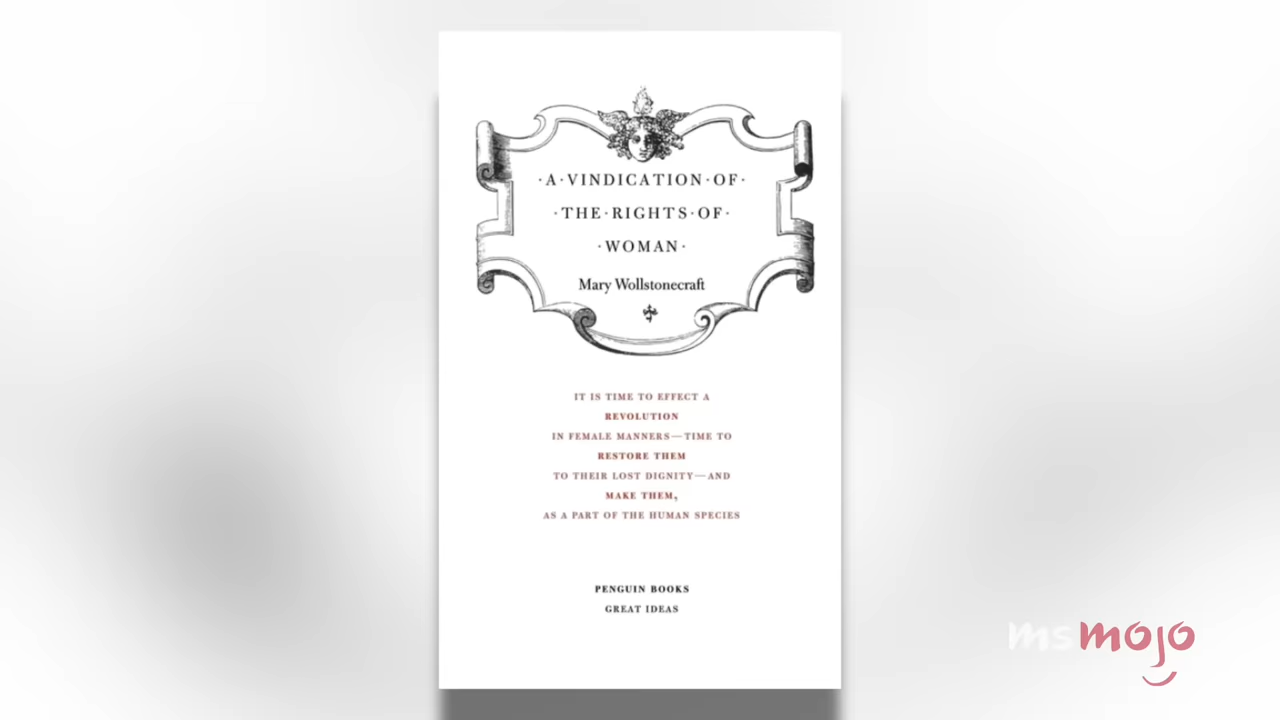 ·A·VINDICATION·OF·
·THE·RIGHTS·OF·
·WOMAN·
Mary Wollstonecraft
IT IS TIME TO EFFECT A
REVOLUTION
IN FEMALE MANNERS—TIME TO
RESTORE THEM
TO THEIR LOST DIGNITY—AND
MAKE THEM,
AS A PART OF THE HUMAN SPECIES
PENGUIN BOOKS
GREAT IDEAS
msmojo